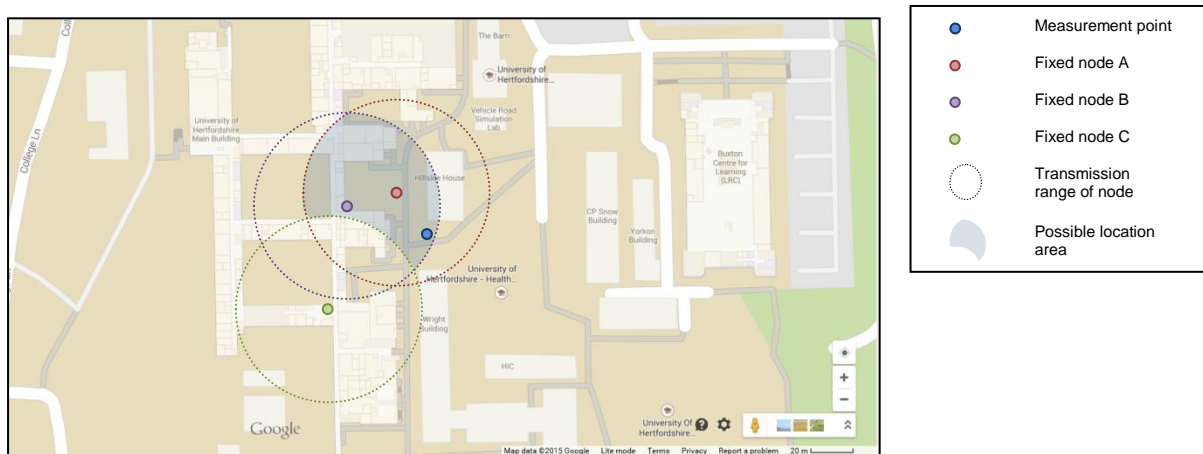 The Barn
University of
Hertfordshire...
Vehicle Road
Simulation
Lab
University of
Hertfordshire
Main Building
College Ln
Hillside House
Buxton
Centre for
Learning
(LRC)
CP Snow
Building
Yorkon
Building
University of
Hertfordshire - Health...
Wright
Building
HIC
University Of
Hertfordshire...
Google
Map data ©2015 Google Lite mode Terms Privacy Report a problem 20 m
Measurement point
Fixed node A
Fixed node B
Fixed node C
Transmission
range of node
Possible location
area